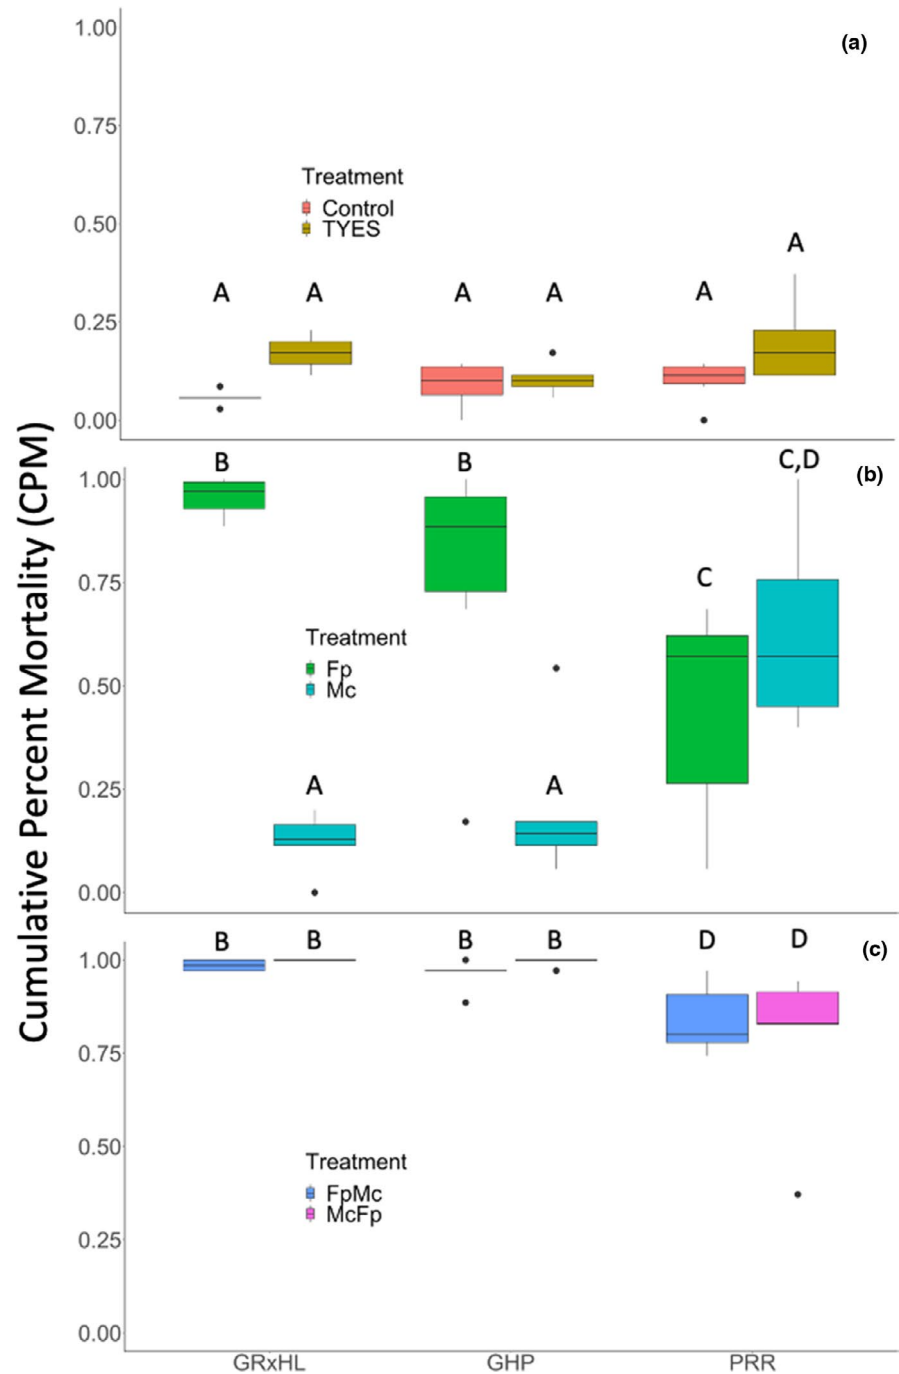 Cumulative Percent Mortality (CPM)
(a)
1.00
0.75
0.50
0.25
0.00
Treatment
Control
TYES
A A A A A A
(b)
1.00
0.75
0.50
0.25
0.00
B B C,D
C
Treatment
Fp
Mc
A A
(c)
1.00
0.75
0.50
0.25
0.00
B B B B D D
Treatment
FpMc
McFp
GRxHL GHP PRR